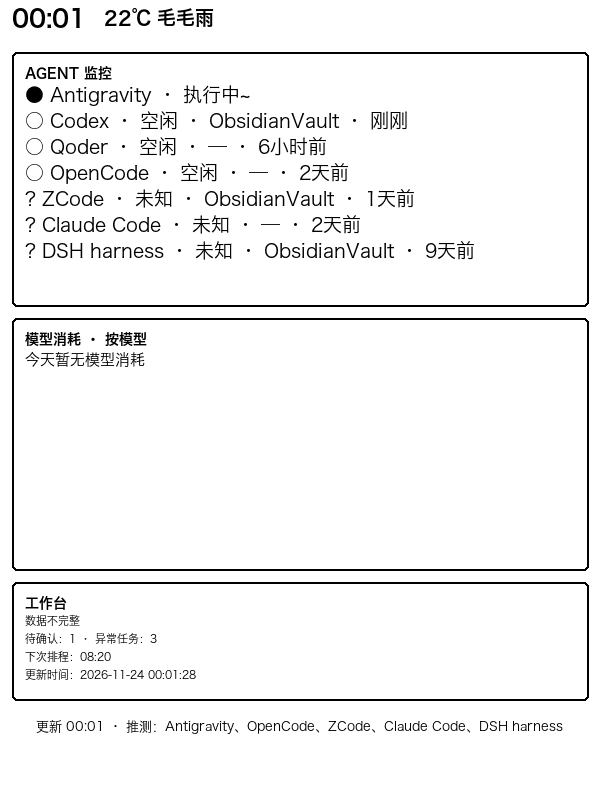 00:01 22℃ 毛毛雨
AGENT 监控
● Antigravity · 执行中~
○ Codex · 空闲 · ObsidianVault · 刚刚
○ Qoder · 空闲 · — · 6小时前
○ OpenCode · 空闲 · — · 2天前
? ZCode · 未知 · ObsidianVault · 1天前
? Claude Code · 未知 · — · 2天前
? DSH harness · 未知 · ObsidianVault · 9天前
模型消耗 · 按模型
今天暂无模型消耗
工作台
数据不完整
待确认: 1 · 异常任务: 3
下次排程: 08:20
更新时间: 2026-11-24 00:01:28
更新 00:01 · 推测: Antigravity、OpenCode、ZCode、Claude Code、DSH harness